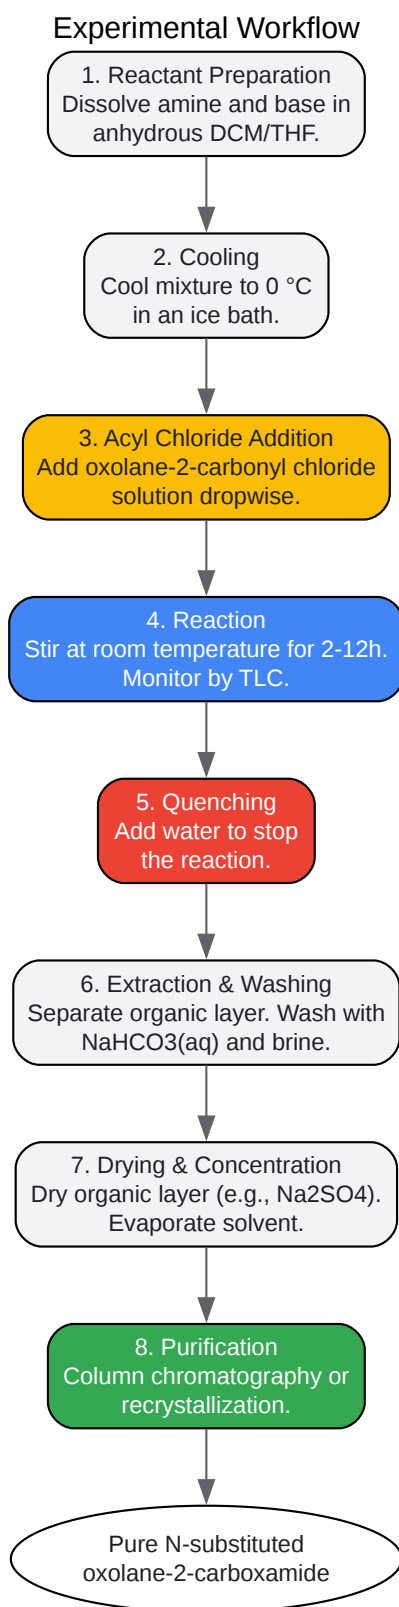 Experimental Workflow
1. Reactant Preparation
Dissolve amine and base in
anhydrous DCM/THF.
2. Cooling
Cool mixture to 0 °C
in an ice bath.
3. Acyl Chloride Addition
Add oxolane-2-carbonyl chloride
solution dropwise.
4. Reaction
Stir at room temperature for 2-12h.
Monitor by TLC.
5. Quenching
Add water to stop
the reaction.
6. Extraction & Washing
Separate organic layer. Wash with
NaHCO3(aq) and brine.
7. Drying & Concentration
Dry organic layer (e.g., Na2SO4).
Evaporate solvent.
8. Purification
Column chromatography or
recrystallization.
Pure N-substituted
oxolane-2-carboxamide